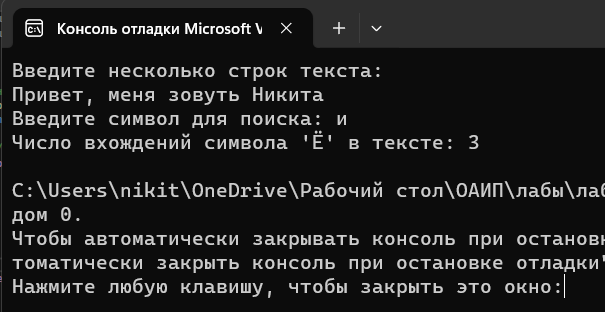 Консоль отладки Microsoft V
Введите несколько строк текста:
Привет, меня зовуть Никита
Введите символ для поиска: и
Число вхождений символа 'Ё' в тексте: 3
C:\Users\nikit\OneDrive\Рабочий стол\ОАИП\лабы\лаб
дом 0.
Чтобы автоматически закрывать консоль при останов
томатически закрыть консоль при остановке отладки"
Нажмите любую клавишу, чтобы закрыть это окно: